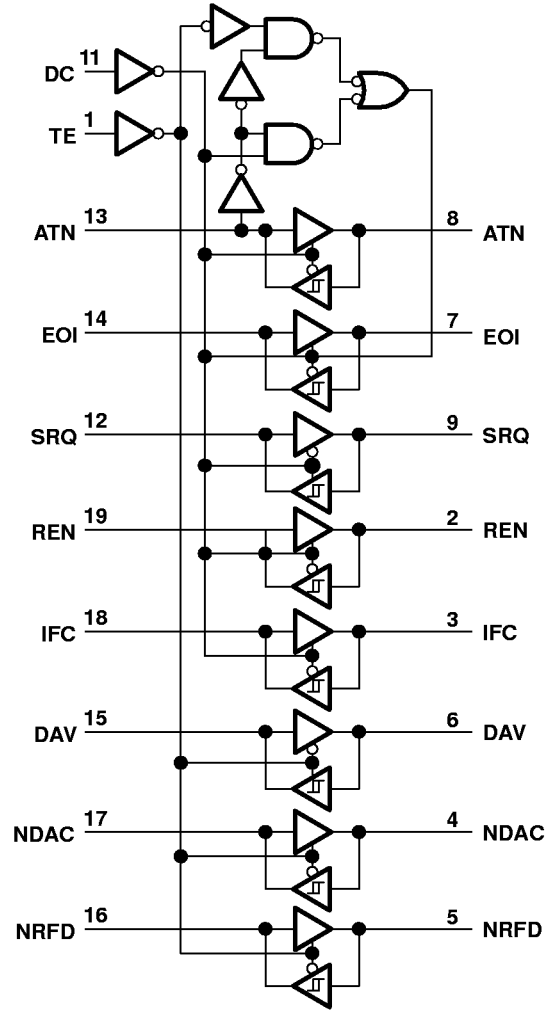 11
DC
1
TE
13 8
ATN ATN
14 7
EOI EOI
12 9
SRQ SRQ
19 2
REN REN
18 3
IFC IFC
15 6
DAV DAV
17 4
NDAC NDAC
16 5
NRFD NRFD